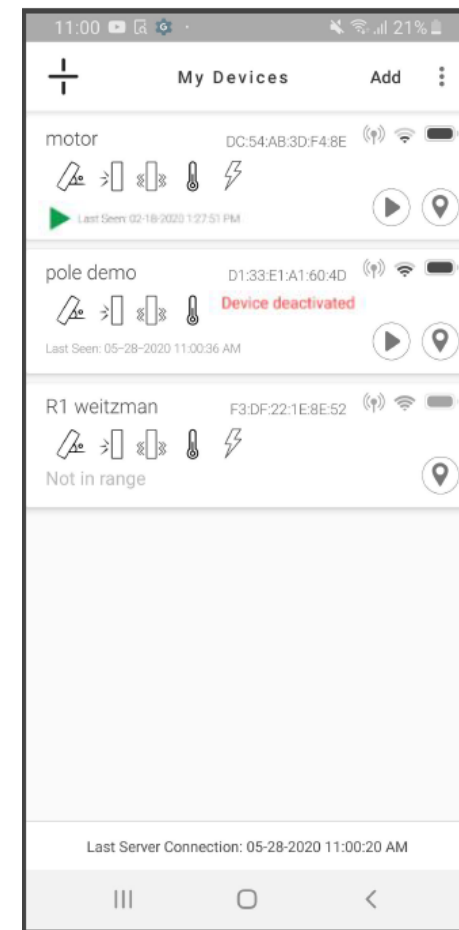 11:00 21%
My Devices Add
motor DC:54:AB:3D:F4:8E
Last Seen: 02-18-2020 1:27:51 PM
pole demo D1:33:E1:A1:60:4D
Device deactivated
Last Seen: 05-28-2020 11:00:36 AM
R1 weitzman F3:DF:22:1E:8E:52
Not in range
Last Server Connection: 05-28-2020 11:00:20 AM